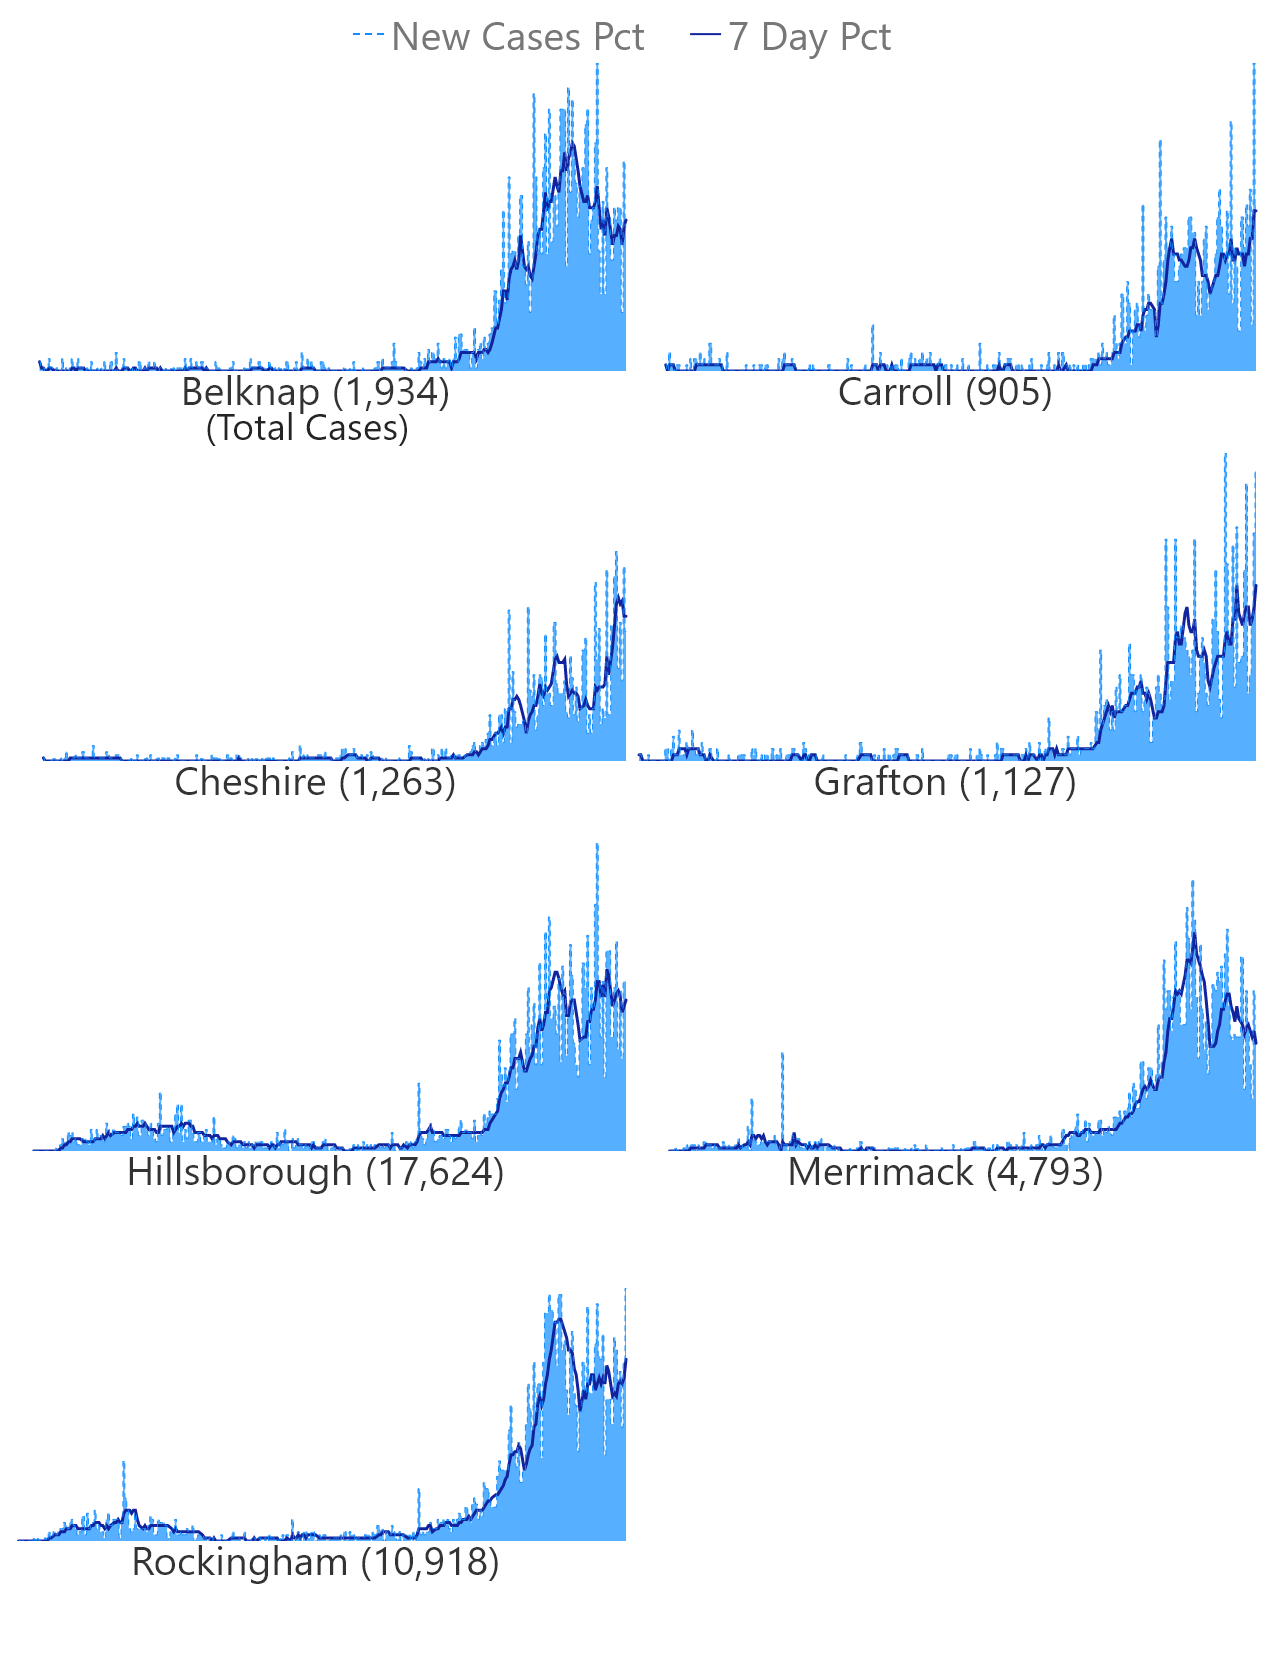 New Cases Pct 7 Day Pct
Belknap (1,934) Carroll (905)
(Total Cases)
Cheshire (1,263) Grafton (1,127)
Hillsborough (17,624) Merrimack (4,793)
Rockingham (10,918)